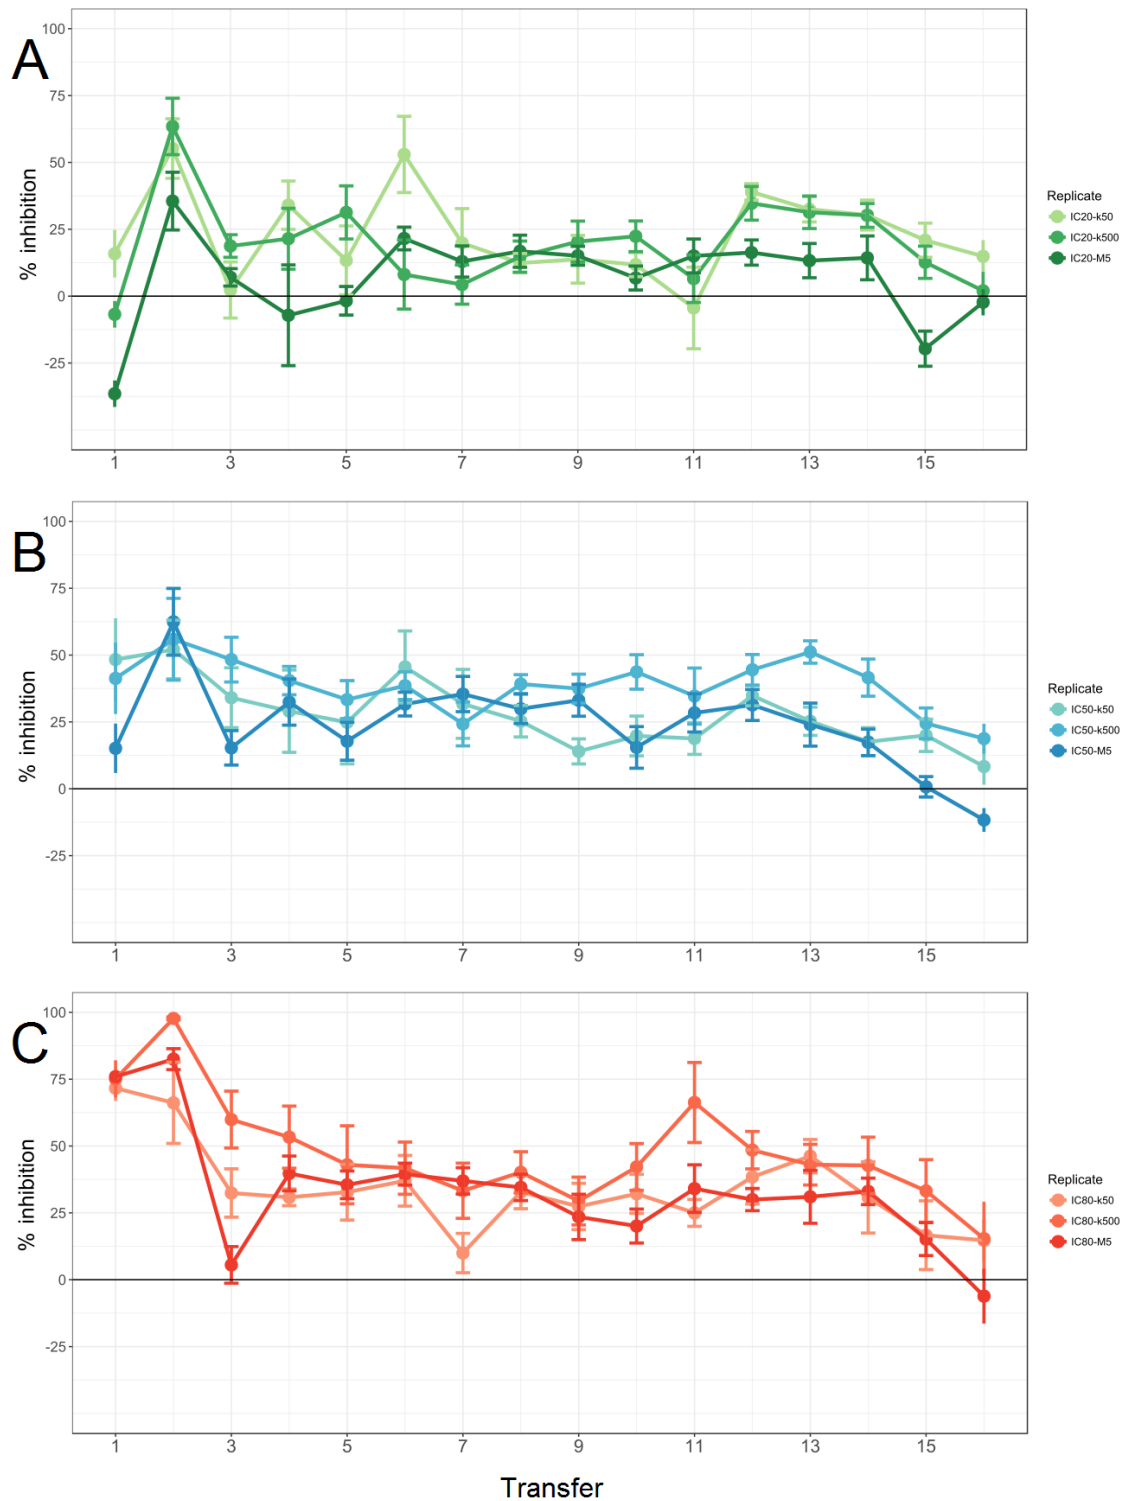 A
% inhibition
100
75
50
25
0
-25
1 3 5 7 9 11 13 15
Replicate
IC20-k50
IC20-k500
IC20-M5
B
% inhibition
100
75
50
25
0
-25
1 3 5 7 9 11 13 15
Replicate
IC50-k50
IC50-k500
IC50-M5
C
% inhibition
100
75
50
25
0
-25
1 3 5 7 9 11 13 15
Replicate
IC80-k50
IC80-k500
IC80-M5
Transfer